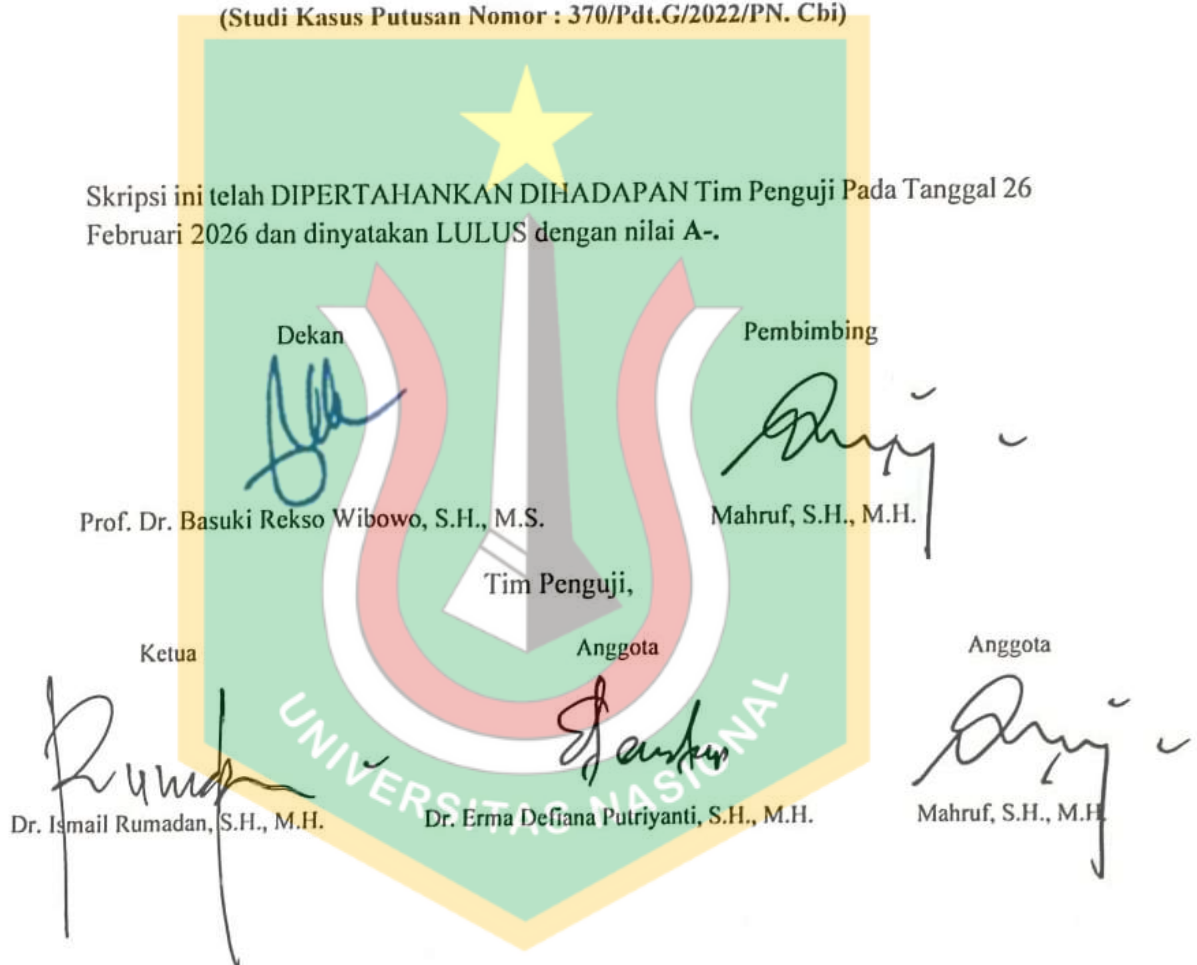 (Studi Kasus Putusan Nomor : 370/Pdt.G/2022/PN. Cbi)
Skripsi ini telah DIPERTAHANKAN DIHADAPAN Tim Penguji Pada Tanggal 26
Februari 2026 dan dinyatakan LULUS dengan nilai A-.
Dekan
Pembimbing
Prof. Dr. Basuki Rekso Wibowo, S.H., M.S.
Mahruf, S.H., M.H.
Tim Penguji,
Ketua
Anggota
Anggota
UNIVERSITAS NASIONAL
Dr. Ismail Rumadan, S.H., M.H.
Dr. Erma Defiana Putriyanti, S.H., M.H.
Mahruf, S.H., M.H.